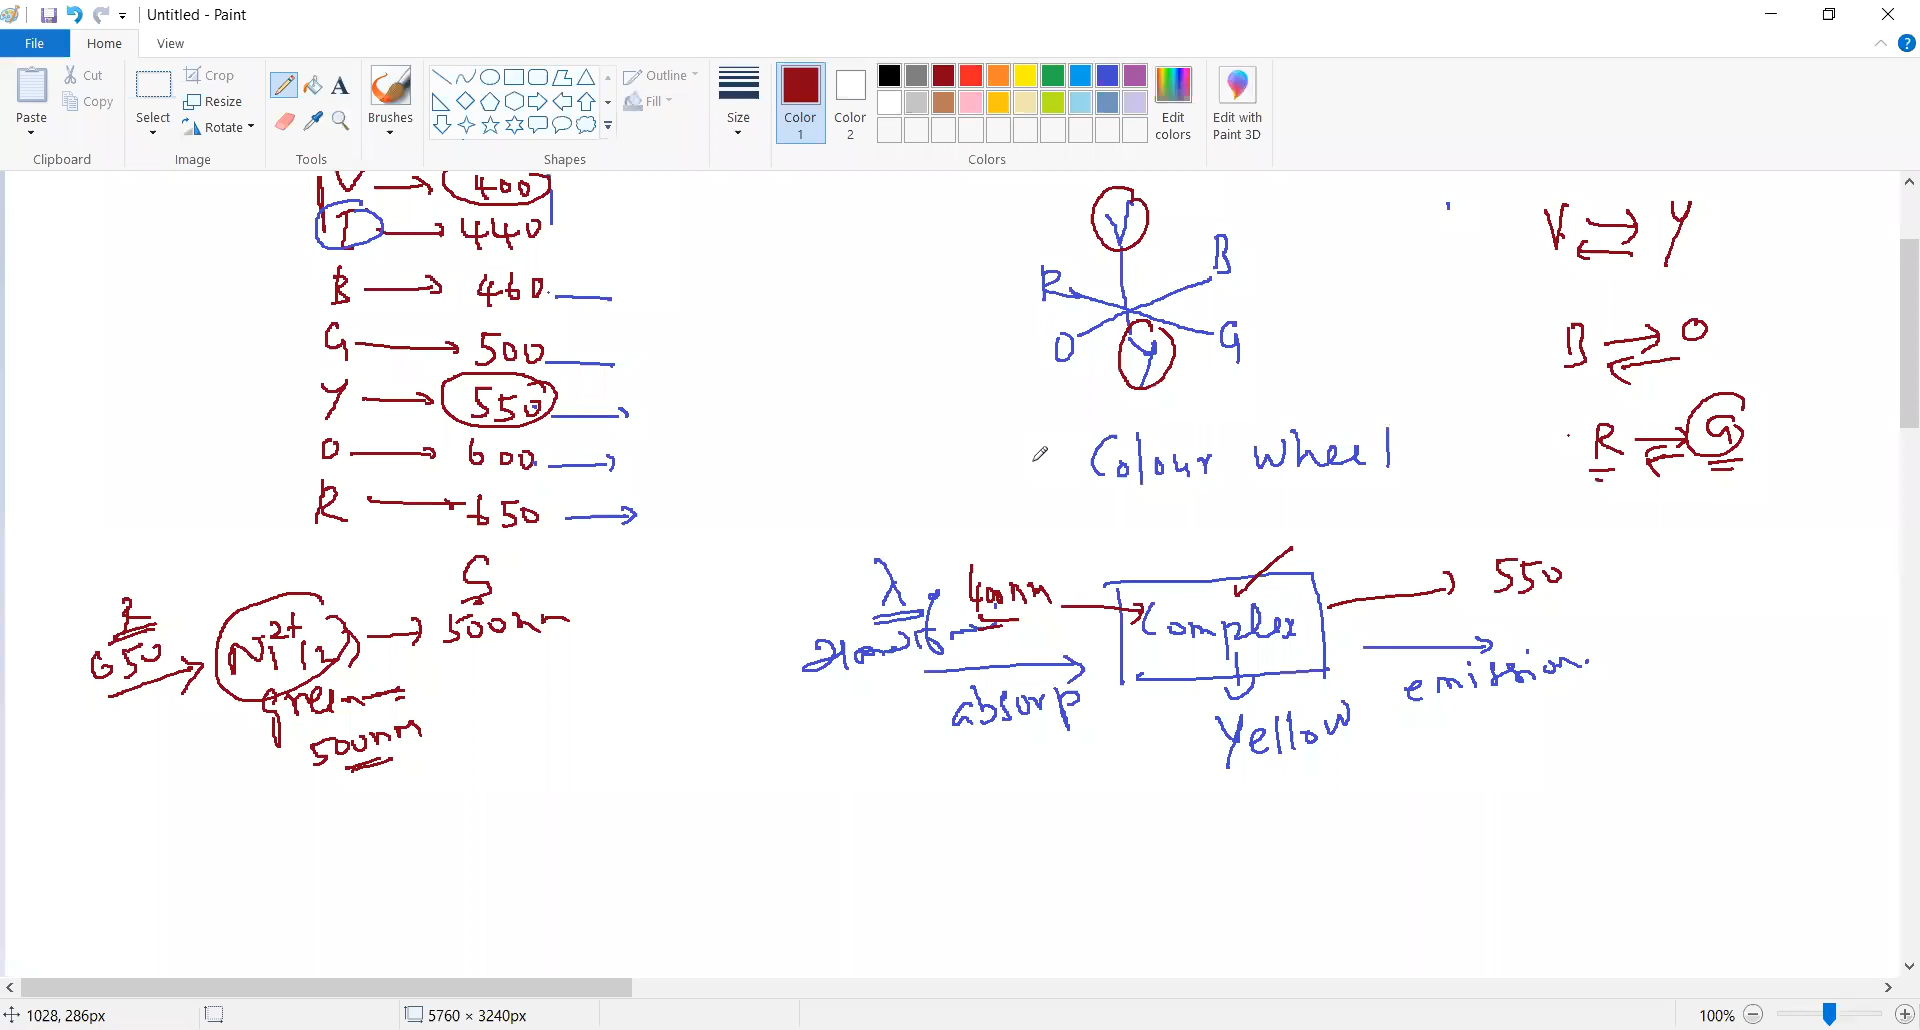 Untitled - Paint
File Home View
Paste
Cut
Copy
Clipboard
Select
Crop
Resize
Rotate
Image
Tools
Brushes
Shapes
Outline
Fill
Size
Color 1
Color 2
Colors
Edit colors
Edit with Paint 3D
V → 400
I → 440
B → 460
G → 500
Y → 550
O → 600
R → 650
V
B
R
O
G
Y
Colour wheel
V ⇌ Y
B ⇌ O
R ⇌ G
650
Ni2+
500nm
green
500nm
λ
400nm
absorp
Complex
Yellow
550
emission.
1028, 286px
5760 × 3240px
100%